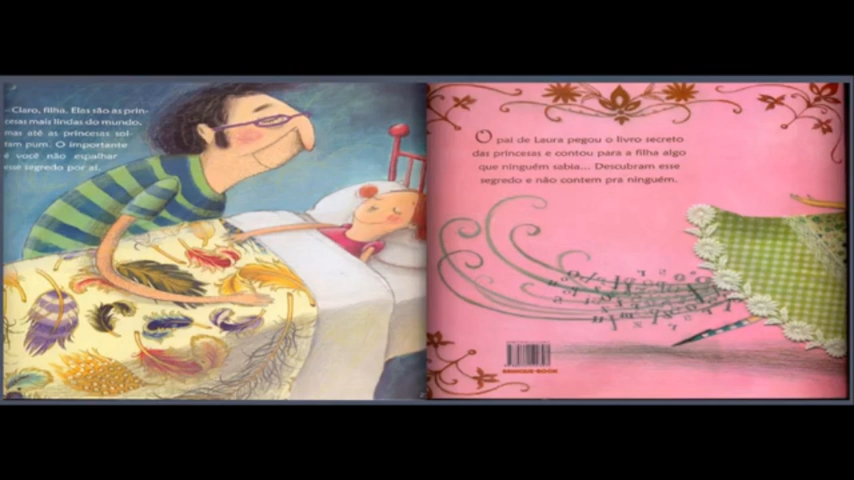 – Claro, filha. Elas são as prin-
cesas mais lindas do mundo,
mas até as princesas sol-
tam pum. O importante
é você não espalhar
esse segredo por aí.
O pai de Laura pegou o livro secreto
das princesas e contou para a filha algo
que ninguém sabia... Descubram esse
segredo e não contem pra ninguém.
BRINQUE-BOOK